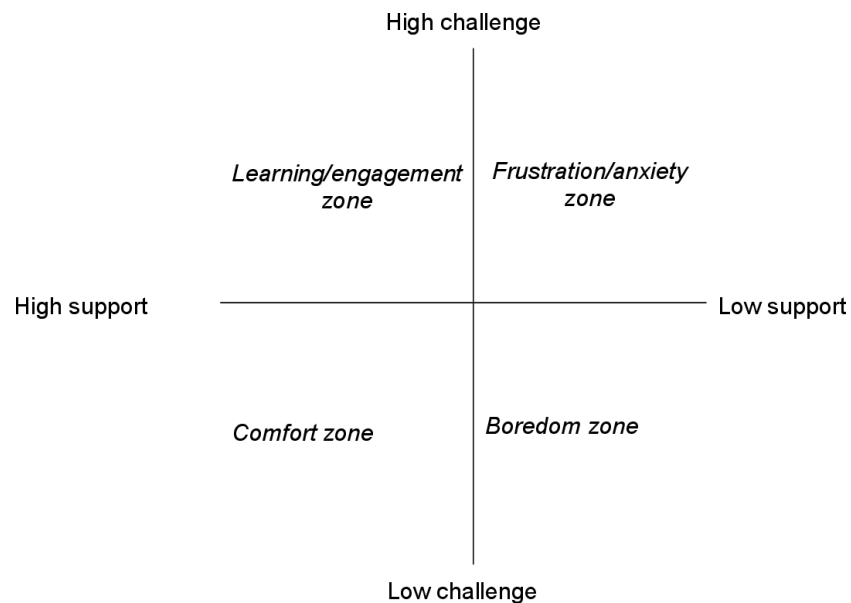 High challenge
Learning/engagement
zone
Frustration/anxiety
zone
High support
Low support
Comfort zone
Boredom zone
Low challenge